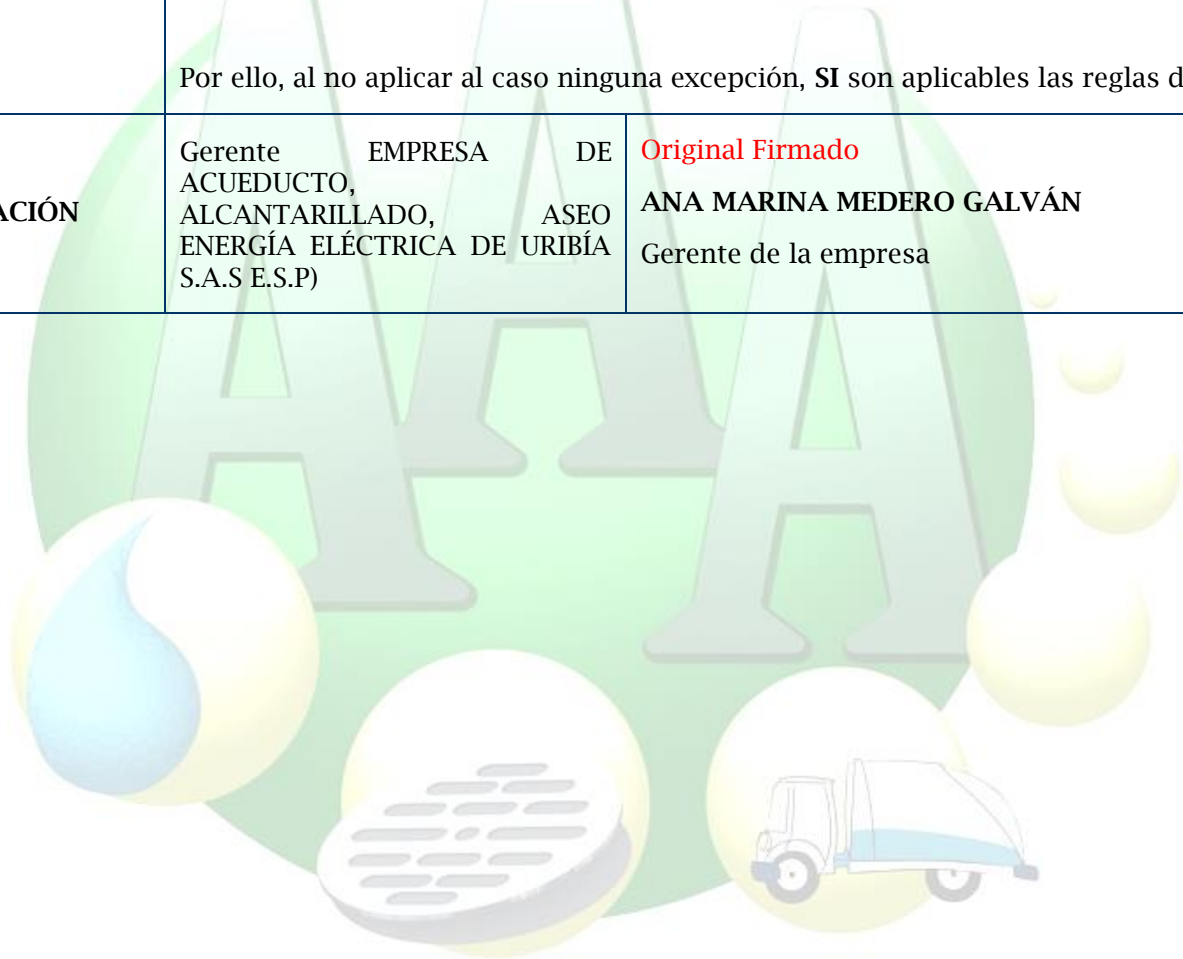 Por ello, al no aplicar al caso ninguna excepción, SI son aplicables las reglas d
ACIÓN
Gerente EMPRESA DE
ACUEDUCTO,
ALCANTARILLADO, ASEO
ENERGÍA ELÉCTRICA DE URIBÍA
S.A.S E.S.P)
Original Firmado
ANA MARINA MEDERO GALVÁN
Gerente de la empresa
AAA